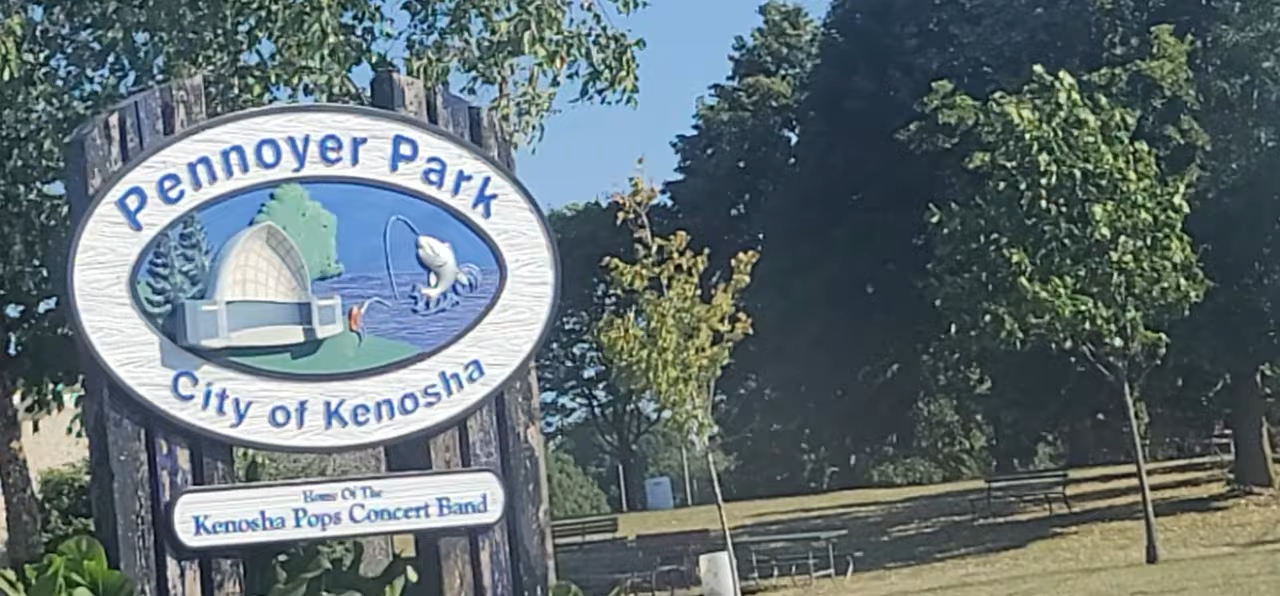 Pennoyer Park
City of Kenosha
Home Of The
Kenosha Pops Concert Band